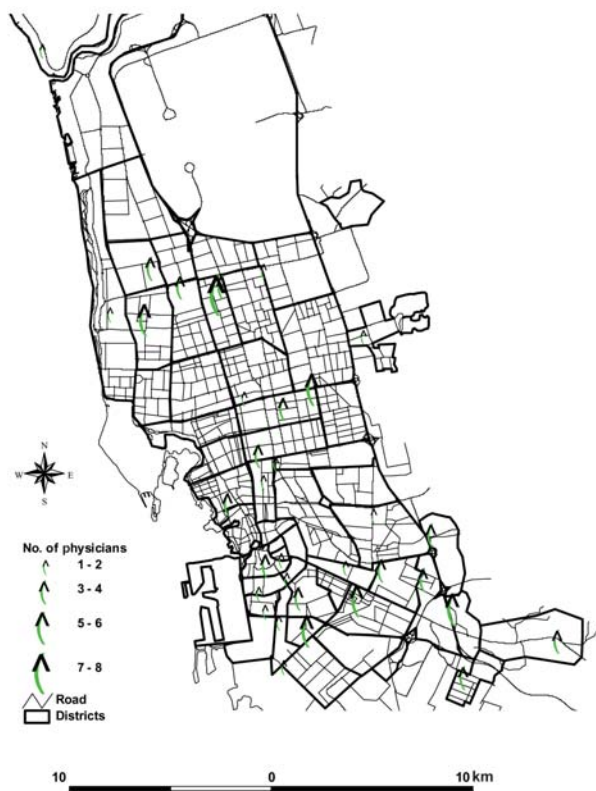 N
W E
S
No. of physicians
1 - 2
3 - 4
5 - 6
7 - 8
Road
Districts
10 0 10 km